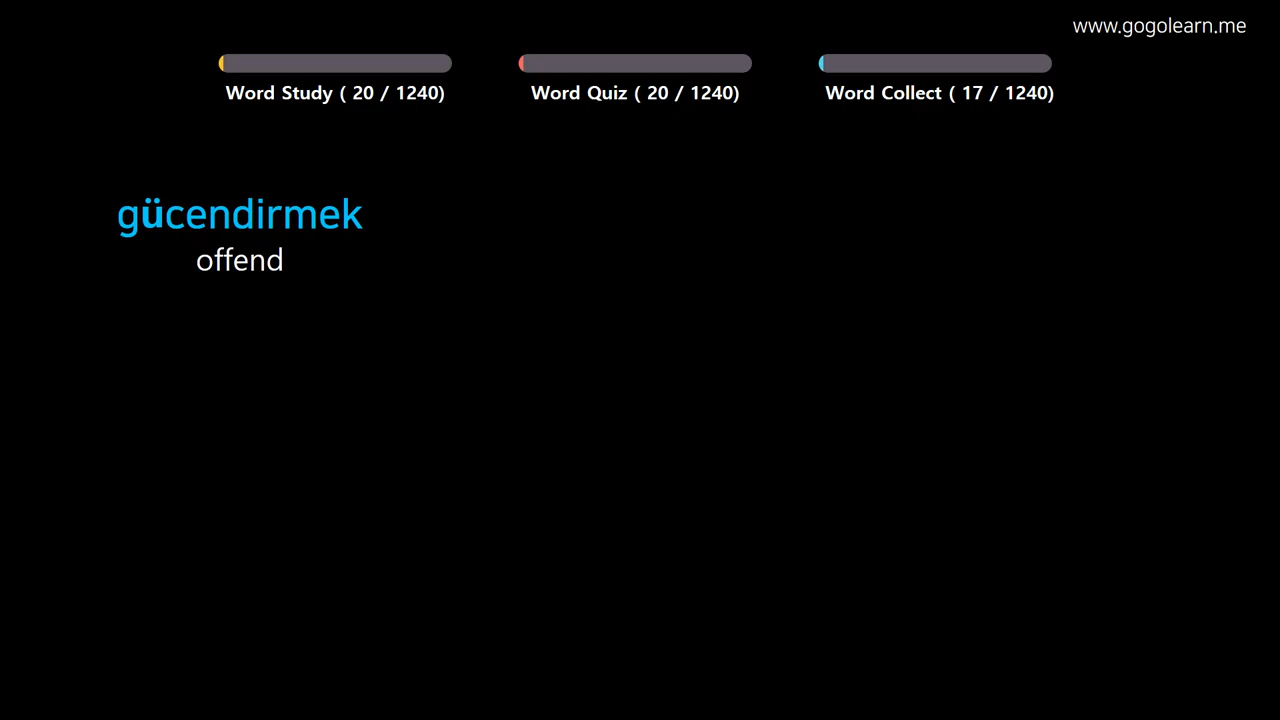 www.gogolearn.me
Word Study ( 20 / 1240)
Word Quiz ( 20 / 1240)
Word Collect ( 17 / 1240)
gücendirmek
offend